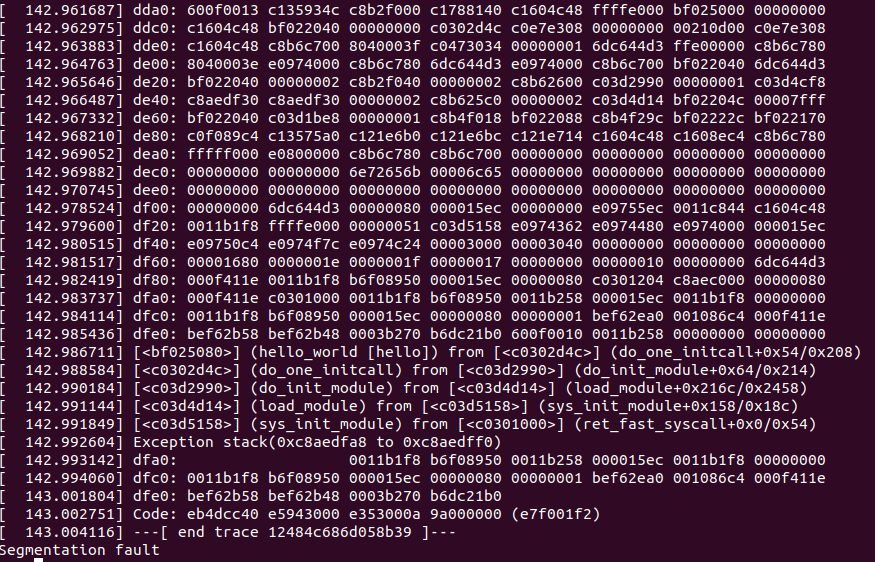 [  142.961687] dda0: 600f0013 c135934c c8b2f000 c1788140 c1604c48 ffffe000 bf025000 00000000
[  142.962975] ddc0: c1604c48 bf022040 00000000 c0302d4c c0e7e308 00000000 00210d00 c0e7e308
[  142.963883] dde0: c1604c48 c8b6c700 8040003f c0473034 00000001 6dc644d3 ffe00000 c8b6c780
[  142.964763] de00: 8040003e e0974000 c8b6c780 6dc644d3 e0974000 c8b6c700 bf022040 6dc644d3
[  142.965646] de20: bf022040 00000002 c8b2f040 00000002 c8b62600 c03d2990 00000001 c03d4cf8
[  142.966487] de40: c8aedf30 c8aedf30 00000002 c8b625c0 00000002 c03d4d14 bf02204c 00007fff
[  142.967332] de60: bf022040 c03d1be8 00000001 c8b4f018 bf022088 c8b4f29c bf02222c bf022170
[  142.968210] de80: c0f089c4 c13575a0 c121e6b0 c121e6bc c121e714 c1604c48 c1608ec4 c8b6c780
[  142.969052] dea0: fffff000 e0800000 c8b6c780 c8b6c700 00000000 00000000 00000000 00000000
[  142.969882] dec0: 00000000 00000000 6e72656b 00006c65 00000000 00000000 00000000 00000000
[  142.970745] dee0: 00000000 00000000 00000000 00000000 00000000 00000000 00000000 00000000
[  142.978524] df00: 00000000 6dc644d3 00000080 000015ec 00000000 e09755ec 0011c844 c1604c48
[  142.979600] df20: 0011b1f8 ffffe000 00000051 c03d5158 e0974362 e0974480 e0974000 000015ec
[  142.980515] df40: e09750c4 e0974f7c e0974c24 00003000 00003040 00000000 00000000 00000000
[  142.981517] df60: 00001680 0000001e 0000001f 00000017 00000000 00000010 00000000 6dc644d3
[  142.982419] df80: 000f411e 0011b1f8 b6f08950 000015ec 00000080 c0301204 c8aec000 00000080
[  142.983737] dfa0: 000f411e c0301000 0011b1f8 b6f08950 0011b258 000015ec 0011b1f8 00000000
[  142.984114] dfc0: 0011b1f8 b6f08950 000015ec 00000080 00000001 bef62ea0 001086c4 000f411e
[  142.985436] dfe0: bef62b58 bef62b48 0003b270 b6dc21b0 600f0010 0011b258 00000000 00000000
[  142.986711] [<bf025080>] (hello_world [hello]) from [<c0302d4c>] (do_one_initcall+0x54/0x208)
[  142.988584] [<c0302d4c>] (do_one_initcall) from [<c03d2990>] (do_init_module+0x64/0x214)
[  142.990184] [<c03d2990>] (do_init_module) from [<c03d4d14>] (load_module+0x216c/0x2458)
[  142.991144] [<c03d4d14>] (load_module) from [<c03d5158>] (sys_init_module+0x158/0x18c)
[  142.991849] [<c03d5158>] (sys_init_module) from [<c0301000>] (ret_fast_syscall+0x0/0x54)
[  142.992604] Exception stack(0xc8aedfa8 to 0xc8aedff0)
[  142.993142] dfa0:                   0011b1f8 b6f08950 0011b258 000015ec 0011b1f8 00000000
[  142.994060] dfc0: 0011b1f8 b6f08950 000015ec 00000080 00000001 bef62ea0 001086c4 000f411e
[  143.001804] dfe0: bef62b58 bef62b48 0003b270 b6dc21b0
[  143.002751] Code: eb4dcc40 e5943000 e353000a 9a000000 (e7f001f2)
[  143.004116] ---[ end trace 12484c686d058b39 ]---
Segmentation fault